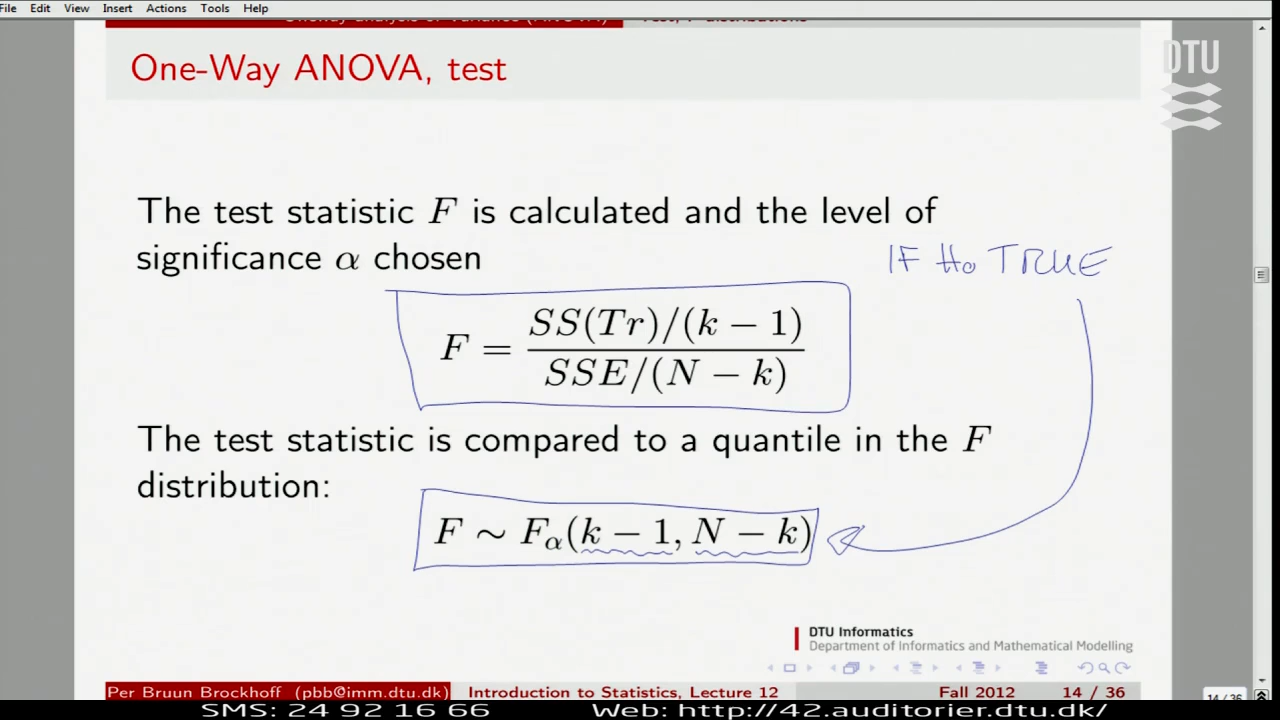 File Edit View Insert Actions Tools Help
DTU
One-Way ANOVA, test
The test statistic F is calculated and the level of
significance α chosen
IF H₀ TRUE
F = SS(Tr)/(k − 1) / SSE/(N − k)
The test statistic is compared to a quantile in the F
distribution:
F ∼ Fα(k − 1, N − k)
DTU Informatics
Department of Informatics and Mathematical Modelling
Per Bruun Brockhoff (pbb@imm.dtu.dk) Introduction to Statistics, Lecture 12 Fall 2012 14 / 36
14 / 36
SMS: 24 92 16 66 Web: http://42.auditorier.dtu.dk/